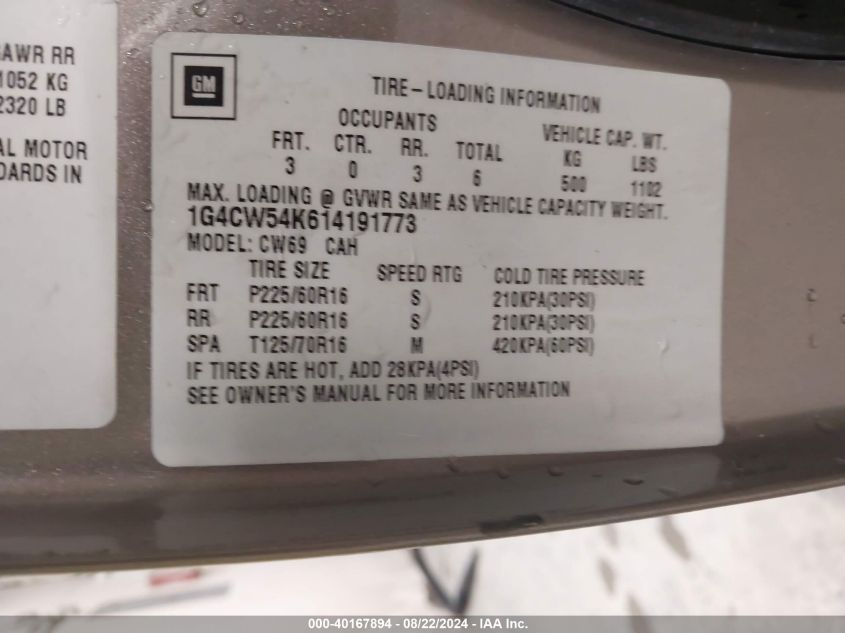 GAWR RR
1052 KG
2320 LB
AL MOTOR
DARDS IN
GM
TIRE-LOADING INFORMATION
OCCUPANTS VEHICLE CAP. WT.
FRT. CTR. RR. TOTAL KG LBS
3 0 3 6 500 1102
MAX. LOADING @ GVWR SAME AS VEHICLE CAPACITY WEIGHT.
1G4CW54K614191773
MODEL: CW69 CAH
TIRE SIZE SPEED RTG COLD TIRE PRESSURE
FRT P225/60R16 S 210KPA(30PSI)
RR P225/60R16 S 210KPA(30PSI)
SPA T125/70R16 M 420KPA(60PSI)
IF TIRES ARE HOT, ADD 28KPA(4PSI)
SEE OWNER'S MANUAL FOR MORE INFORMATION
000-40167894 - 08/22/2024 - IAA Inc.